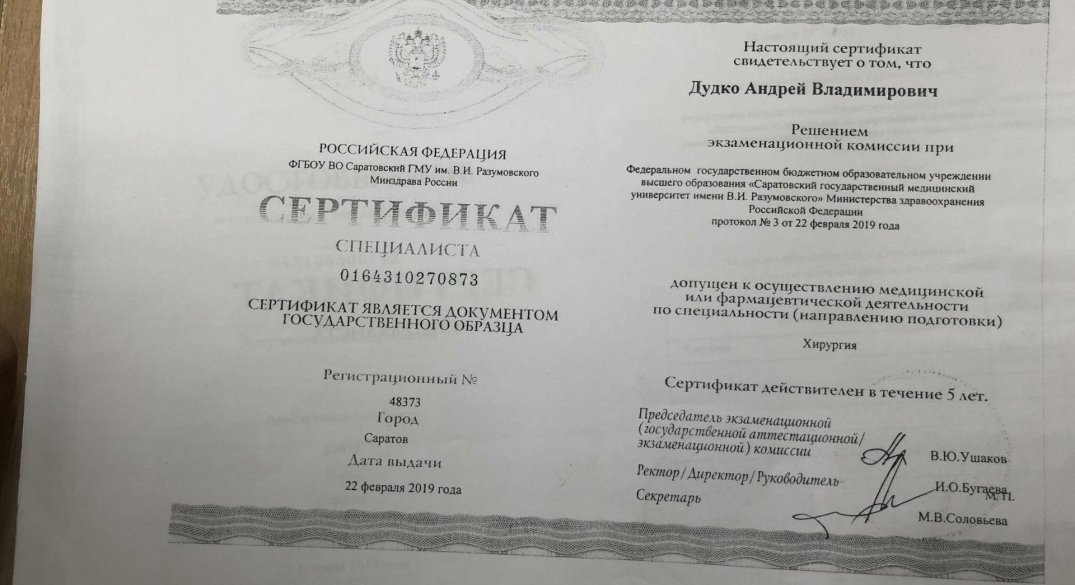 РОССИЙСКАЯ ФЕДЕРАЦИЯ
ФГБОУ ВО Саратовский ГМУ им. В.И. Разумовского
Минздрава России
СЕРТИФИКАТ
СПЕЦИАЛИСТА
0164310270873
СЕРТИФИКАТ ЯВЛЯЕТСЯ ДОКУМЕНТОМ
ГОСУДАРСТВЕННОГО ОБРАЗЦА
Регистрационный №
48373
Город
Саратов
Дата выдачи
22 февраля 2019 года
Настоящий сертификат
свидетельствует о том, что
Дудко Андрей Владимирович
Решением
экзаменационной комиссии при
Федеральном государственном бюджетном образовательном учреждении
высшего образования «Саратовский государственный медицинский
университет имени В.И. Разумовского» Министерства здравоохранения
Российской Федерации
протокол № 3 от 22 февраля 2019 года
допущен к осуществлению медицинской
или фармацевтической деятельности
по специальности (направлению подготовки)
Хирургия
Сертификат действителен в течение 5 лет.
Председатель экзаменационной
(государственной аттестационной/
экзаменационной) комиссии
В.Ю.Ушаков
Ректор/Директор/Руководитель
И.О.Бугаева
М.П.
Секретарь
М.В.Соловьева